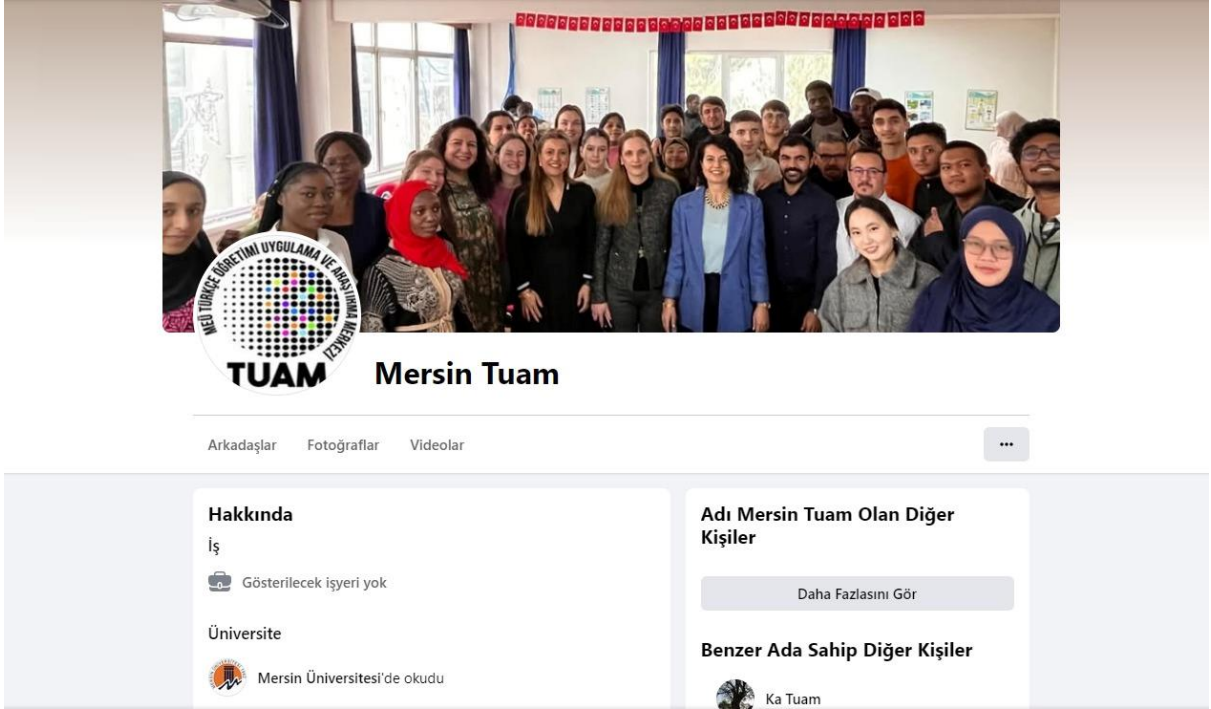 MEÜ TÜRKÇE ÖĞRETİMİ UYGULAMA VE ARAŞTIRMA MERKEZİ
TUAM
Mersin Tuam
Arkadaşlar Fotoğraflar Videolar
Hakkında
İş
Gösterilecek işyeri yok
Üniversite
Mersin Üniversitesi'de okudu
Adı Mersin Tuam Olan Diğer
Kişiler
Daha Fazlasını Gör
Benzer Ada Sahip Diğer Kişiler
Ka Tuam